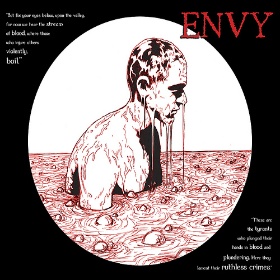 "But fix your eyes below, upon the valley,
for now we near the stream
of blood, where those
who injure others
violently,
boil"
ENVY
"These are
the tyrants
who plunged their
hands in blood and
plundering. Here they
lament their ruthless crimes"